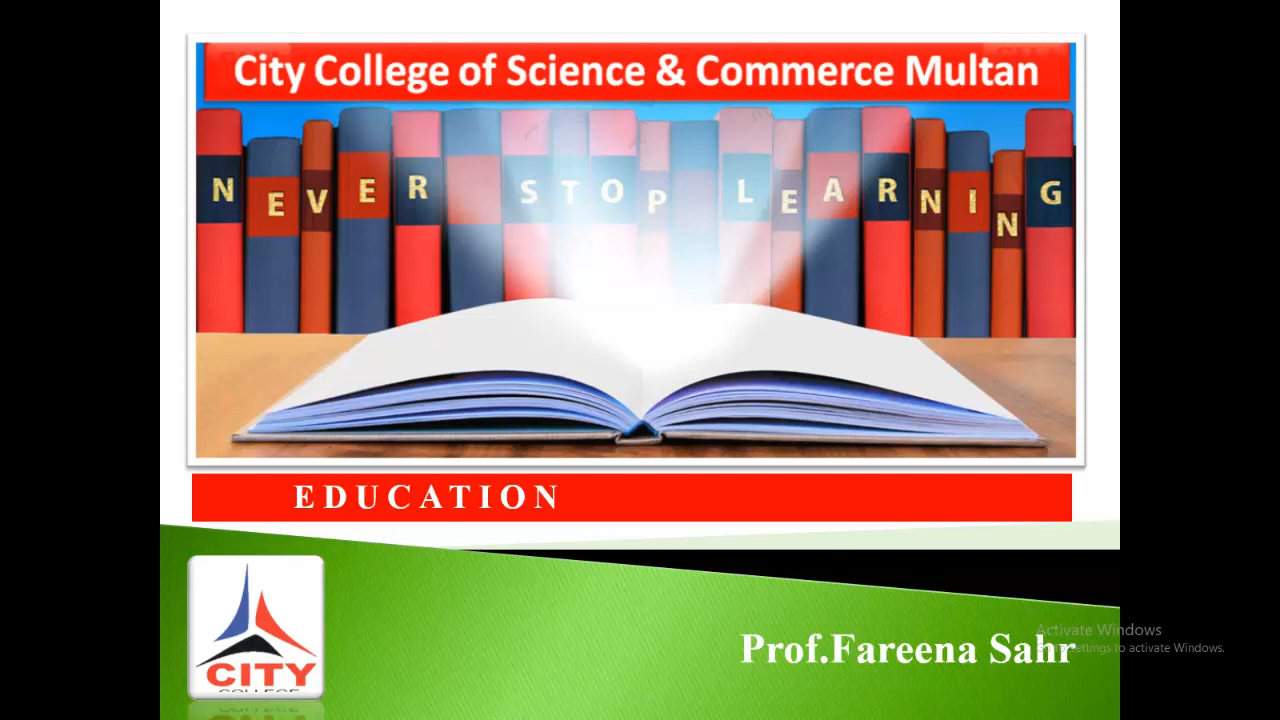 City College of Science & Commerce Multan
NEVER STOP LEARNING
EDUCATION
CITY
COLLEGE
Prof.Fareena Sahr
Activate Windows
settings to activate Windows.